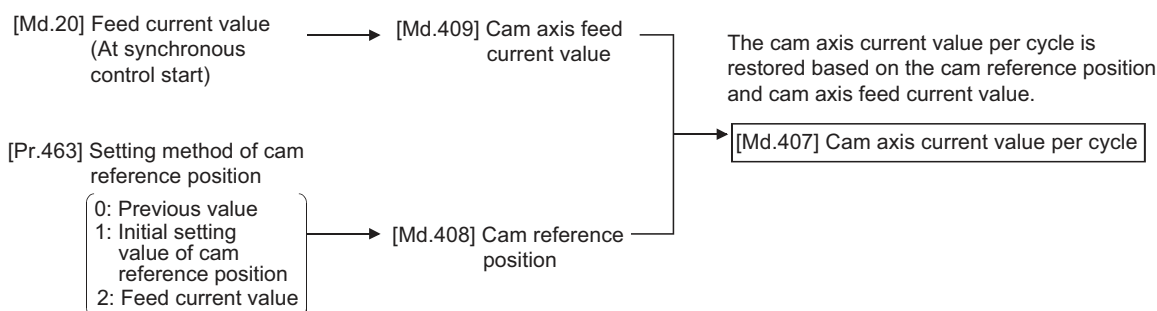 [Md.20] Feed current value
(At synchronous
control start)
[Md.409] Cam axis feed
current value
The cam axis current value per cycle is
restored based on the cam reference position
and cam axis feed current value.
[Md.407] Cam axis current value per cycle
[Pr.463] Setting method of cam
reference position
0: Previous value
1: Initial setting
value of cam
reference position
2: Feed current value
[Md.408] Cam reference
position